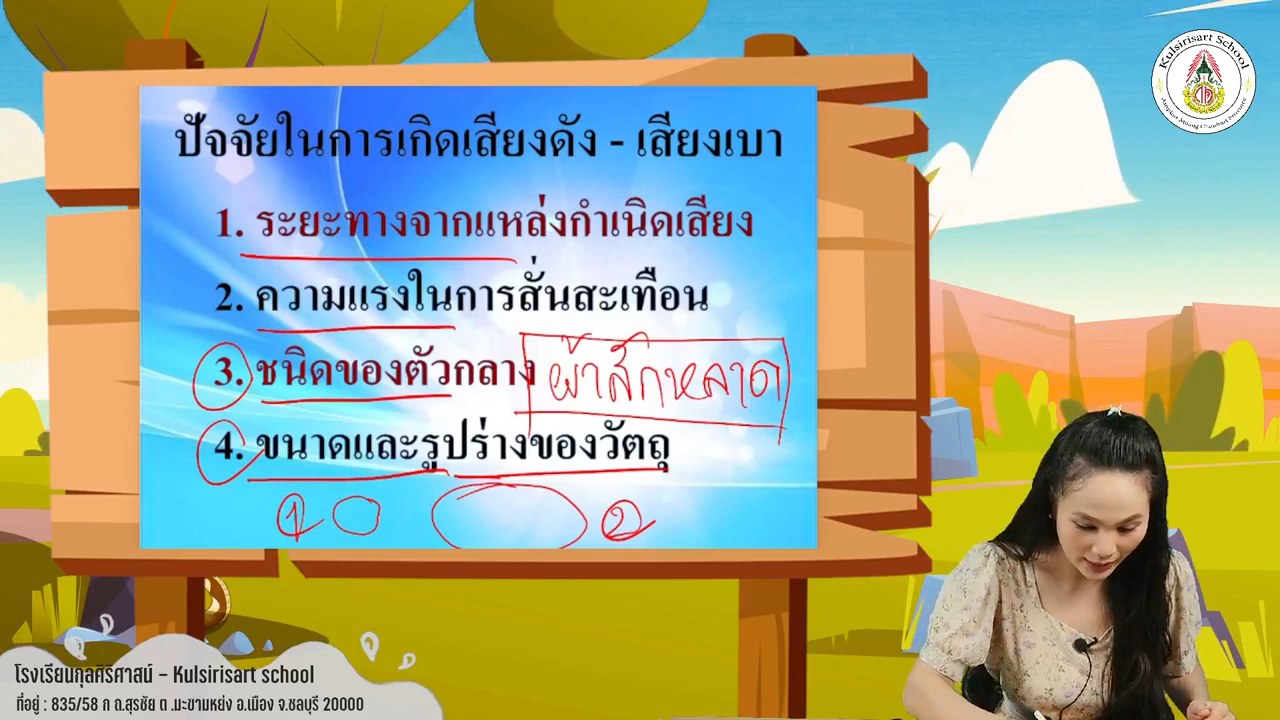 ปัจจัยในการเกิดเสียงดัง - เสียงเบา
1. ระยะทางจากแหล่งกำเนิดเสียง
2. ความแรงในการสั่นสะเทือน
3. ชนิดของตัวกลาง ผ้าสักหลาด
4. ขนาดและรูปร่างของวัตถุ
1 2
Kulsirisart School
โรงเรียนกุลศิริศาสน์ - Kulsirisart school
ที่อยู่ : 835/58 ก ถ.สุรชัย ต .มะขามหย่ง อ.เมือง จ.ชลบุรี 20000